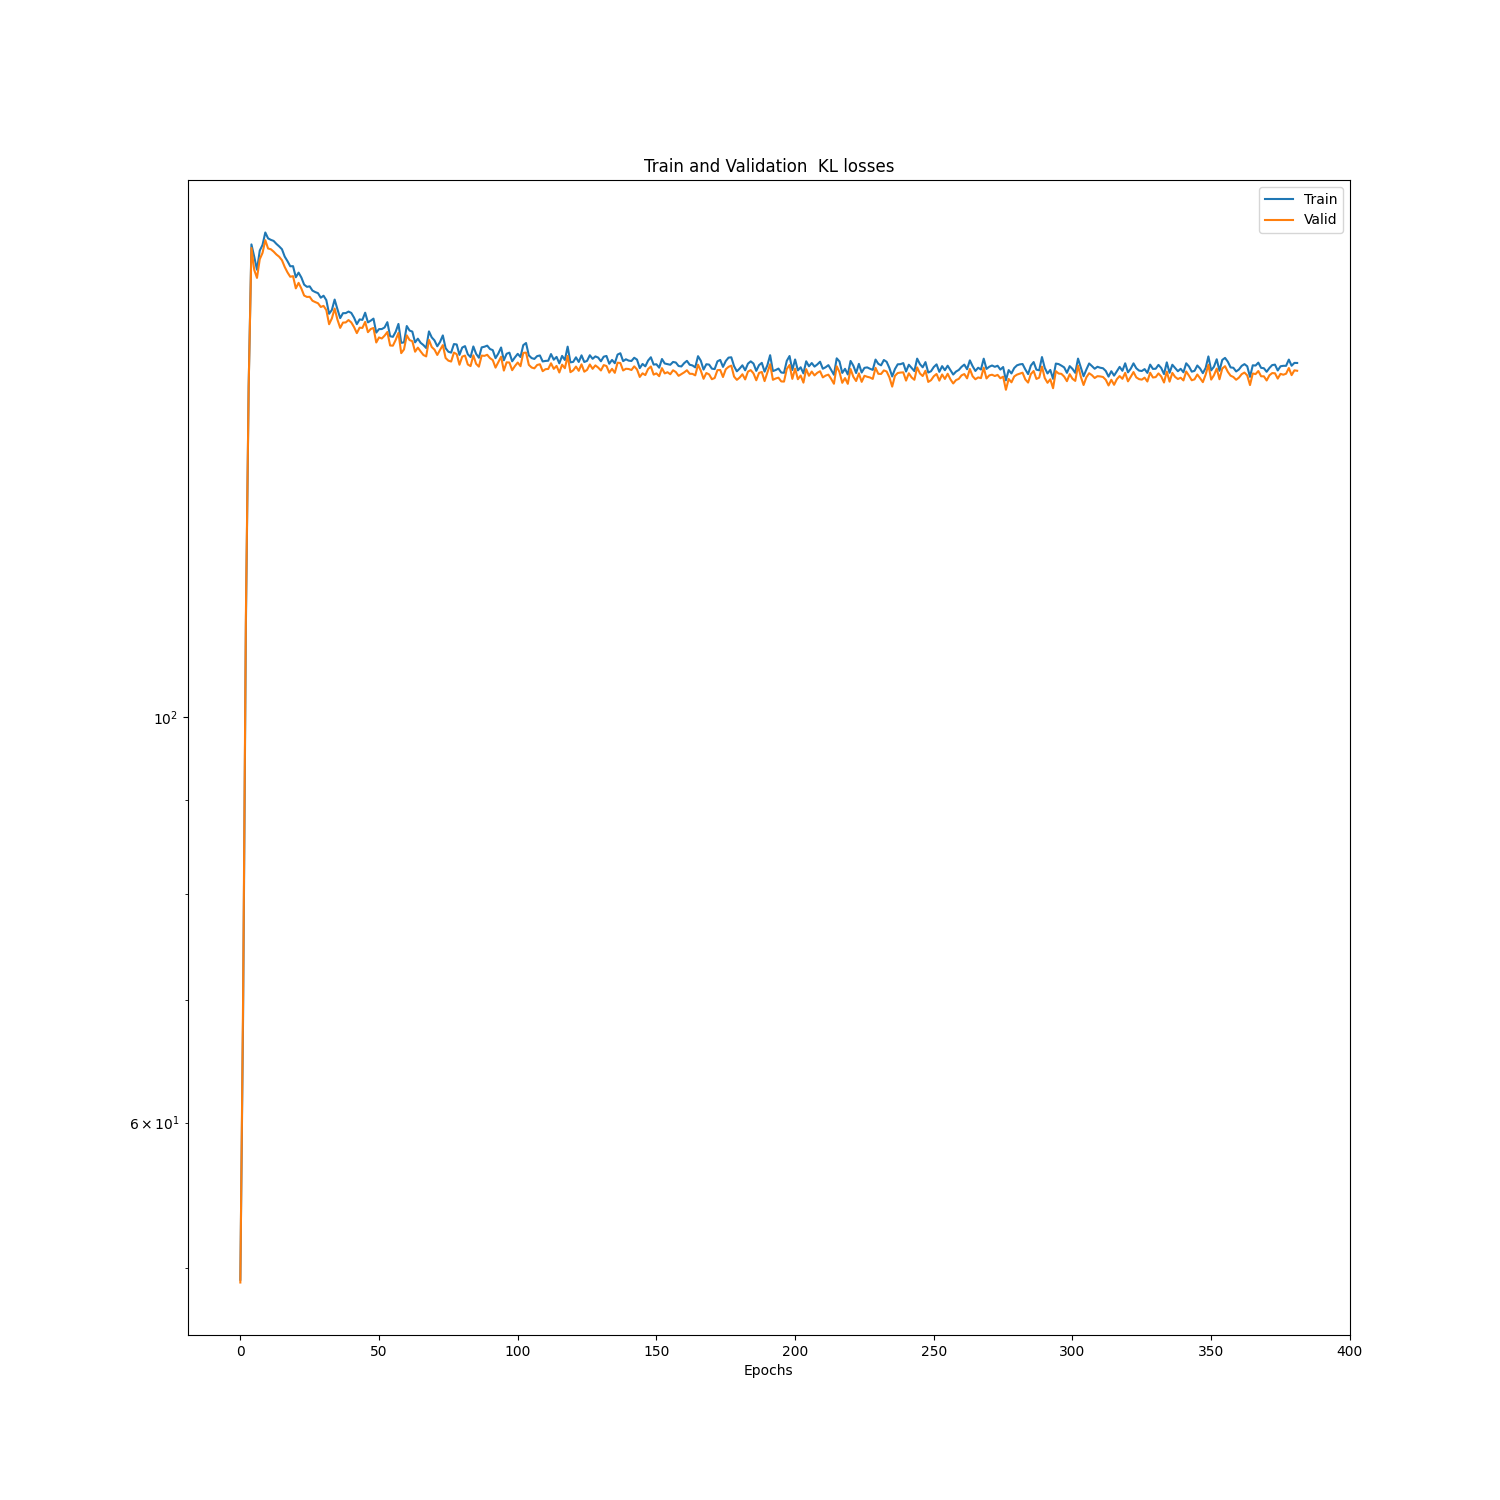 Train and Validation  KL losses
Train
Valid
10²
6 × 10¹
0 50 100 150 200 250 300 350 400
Epochs